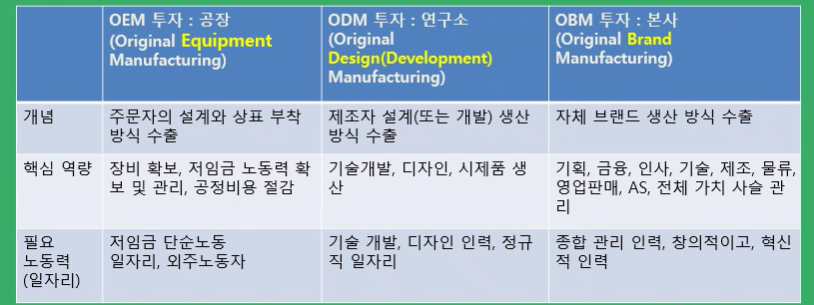 OEM 투자 : 공장
(Original Equipment
Manufacturing)
ODM 투자 : 연구소
(Original
Design(Development)
Manufacturing)
OBM 투자 : 본사
(Original Brand
Manufacturing)
개념
주문자의 설계와 상표 부착
방식 수출
제조자 설계(또는 개발) 생산
방식 수출
자체 브랜드 생산 방식 수출
핵심 역량
장비 확보, 저임금 노동력 확
보 및 관리, 공정비용 절감
기술개발, 디자인, 시제품 생
산
기획, 금융, 인사, 기술, 제조, 물류,
영업판매, AS, 전체 가치 사슬 관
리
필요
노동력
(일자리)
저임금 단순노동
일자리, 외주노동자
기술 개발, 디자인 인력, 정규
직 일자리
종합 관리 인력, 창의적이고, 혁신
적 인력